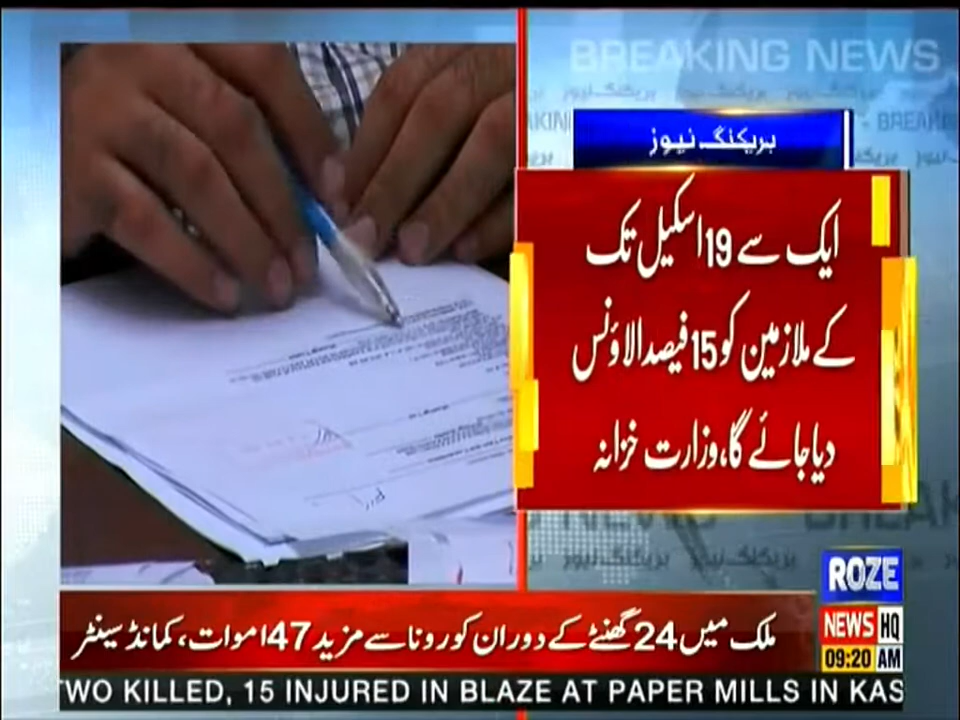 BREAKING NEWS
بریکنگ نیوز
ایک سے 19 اسکیل تک
کے ملازمین کو 15 فیصد الاؤنس
دیا جائے گا، وزارت خزانہ
ROZE
NEWS HQ
09:20 AM
ملک میں 24 گھنٹے کے دوران کورونا سے مزید 47 اموات، کمانڈ سینٹر
TWO KILLED, 15 INJURED IN BLAZE AT PAPER MILLS IN KAS